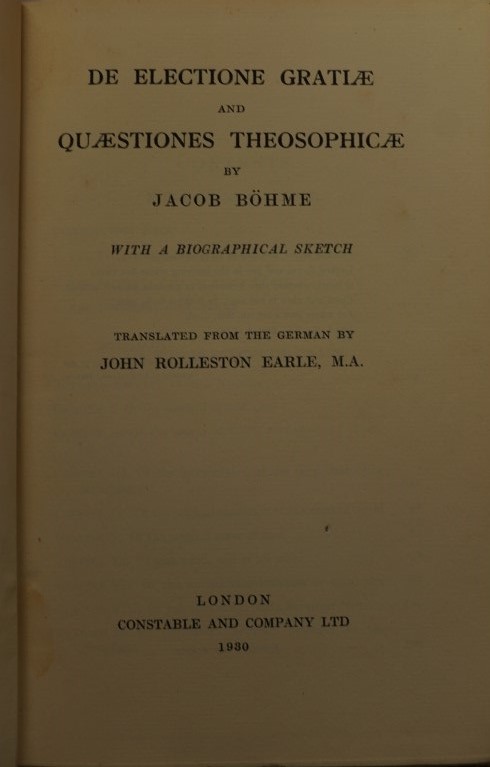 DE ELECTIONE GRATIÆ
AND
QUÆSTIONES THEOSOPHICÆ
BY
JACOB BÖHME
WITH A BIOGRAPHICAL SKETCH
TRANSLATED FROM THE GERMAN BY
JOHN ROLLESTON EARLE, M.A.
LONDON
CONSTABLE AND COMPANY LTD
1930